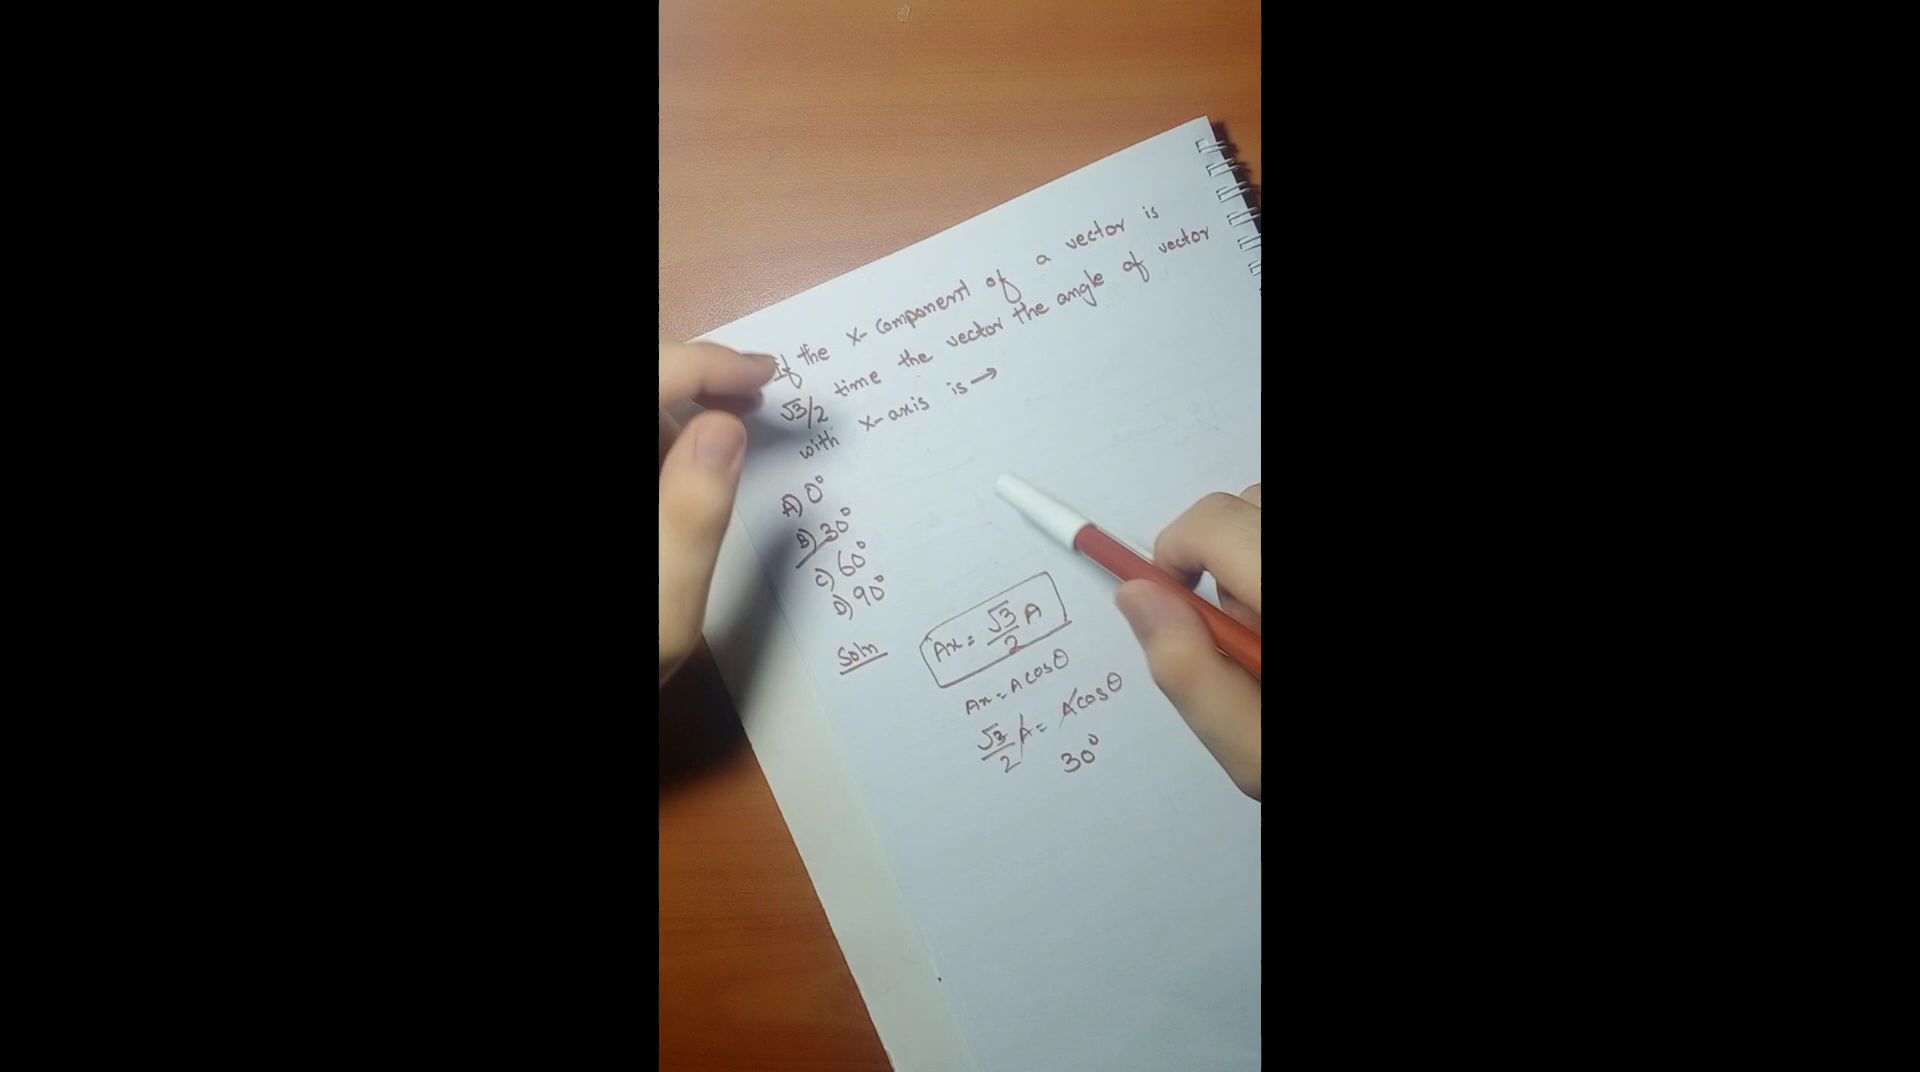 If the x-component of a vector is
√3/2 time the vector the angle of vector
with x-axis is →
A) 0°
B) 30°
C) 60°
D) 90°
Soln
Ax = √3/2 A
Ax = A cosθ
√3/2 A = A cosθ
30°